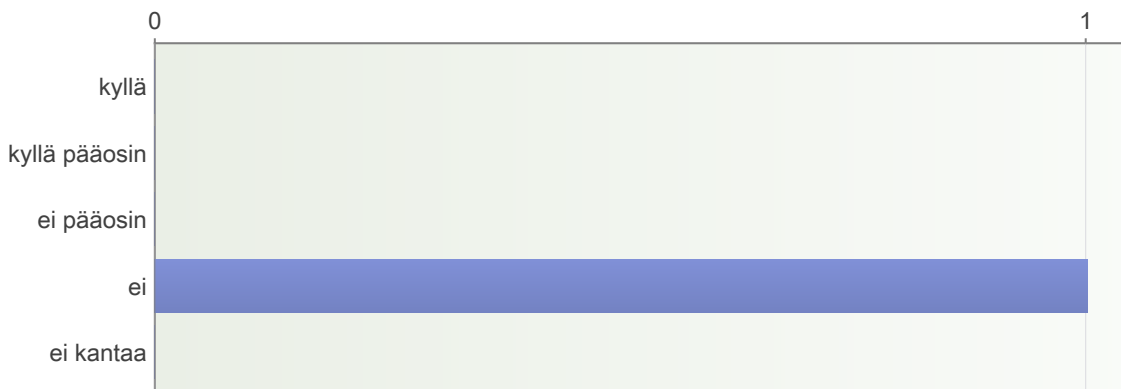 0 1
kyllä
kyllä pääosin
ei pääosin
ei
ei kantaa